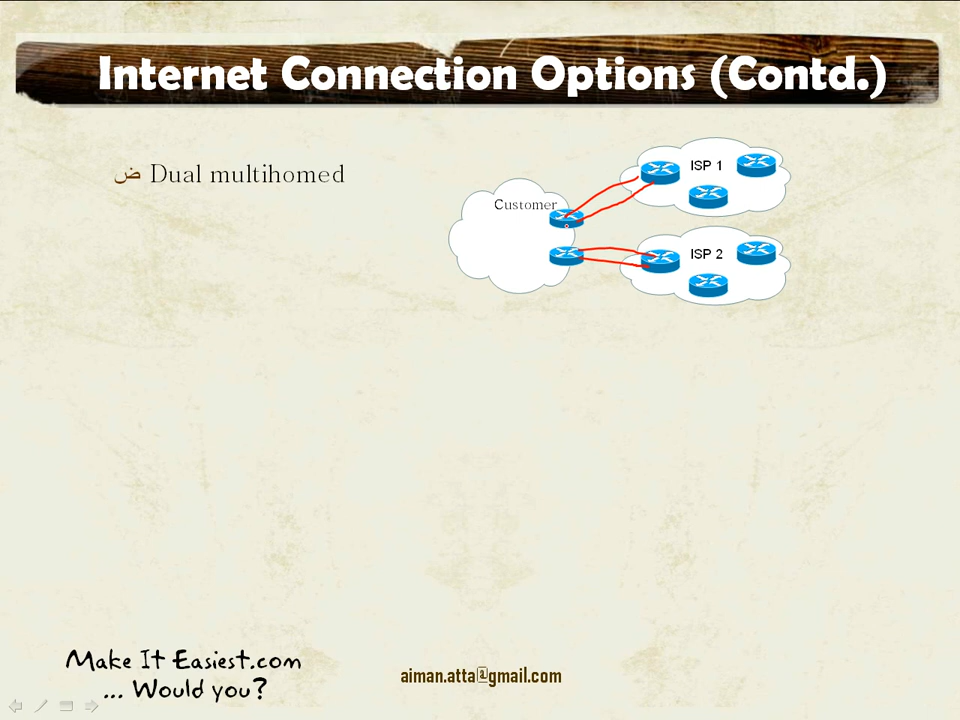 Internet Connection Options (Contd.)
ض Dual multihomed
Customer
ISP 1
ISP 2
Make It Easiest.com
... Would you?
aiman.atta@gmail.com